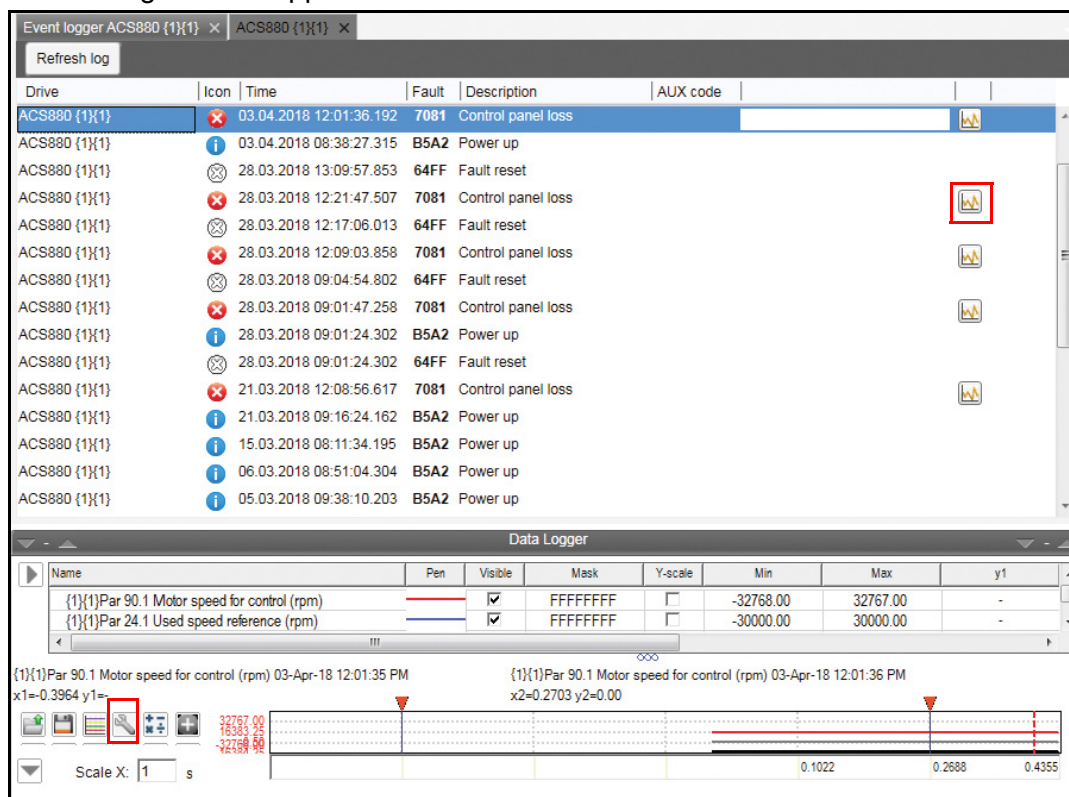 Event logger ACS880 {1}{1} × ACS880 {1}{1} ×
Refresh log
Drive Icon Time Fault Description AUX code
ACS880 {1}{1} 03.04.2018 12:01:36.192 7081 Control panel loss
ACS880 {1}{1} 03.04.2018 08:38:27.315 B5A2 Power up
ACS880 {1}{1} 28.03.2018 13:09:57.853 64FF Fault reset
ACS880 {1}{1} 28.03.2018 12:21:47.507 7081 Control panel loss
ACS880 {1}{1} 28.03.2018 12:17:06.013 64FF Fault reset
ACS880 {1}{1} 28.03.2018 12:09:03.858 7081 Control panel loss
ACS880 {1}{1} 28.03.2018 09:04:54.802 64FF Fault reset
ACS880 {1}{1} 28.03.2018 09:01:47.258 7081 Control panel loss
ACS880 {1}{1} 28.03.2018 09:01:24.302 B5A2 Power up
ACS880 {1}{1} 28.03.2018 09:01:24.302 64FF Fault reset
ACS880 {1}{1} 21.03.2018 12:08:56.617 7081 Control panel loss
ACS880 {1}{1} 21.03.2018 09:16:24.162 B5A2 Power up
ACS880 {1}{1} 15.03.2018 08:11:34.195 B5A2 Power up
ACS880 {1}{1} 06.03.2018 08:51:04.304 B5A2 Power up
ACS880 {1}{1} 05.03.2018 09:38:10.203 B5A2 Power up
Data Logger
Name Pen Visible Mask Y-scale Min Max y1
{1}{1}Par 90.1 Motor speed for control (rpm) FFFFFFFF -32768.00 32767.00 -
{1}{1}Par 24.1 Used speed reference (rpm) FFFFFFFF -30000.00 30000.00 -
{1}{1}Par 90.1 Motor speed for control (rpm) 03-Apr-18 12:01:35 PM {1}{1}Par 90.1 Motor speed for control (rpm) 03-Apr-18 12:01:36 PM
x1=-0.3964 y1=- x2=0.2703 y2=0.00
32767.00
16383.25
Scale X: 1 s 0.1022 0.2688 0.4355